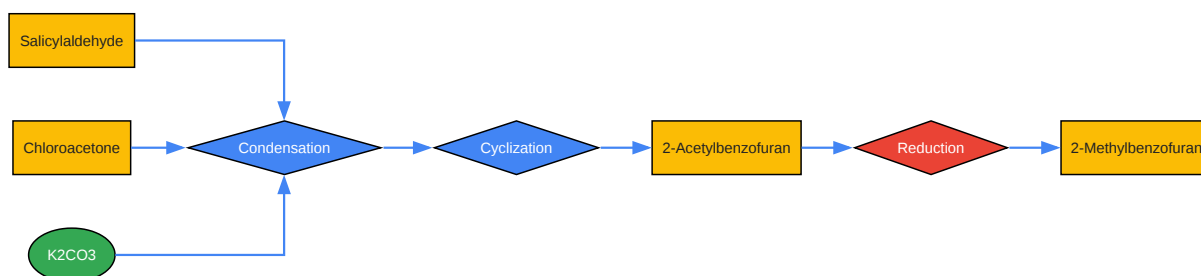 Salicylaldehyde
Chloroacetone
Condensation
Cyclization
2-Acetylbenzofuran
Reduction
2-Methylbenzofuran
K2CO3